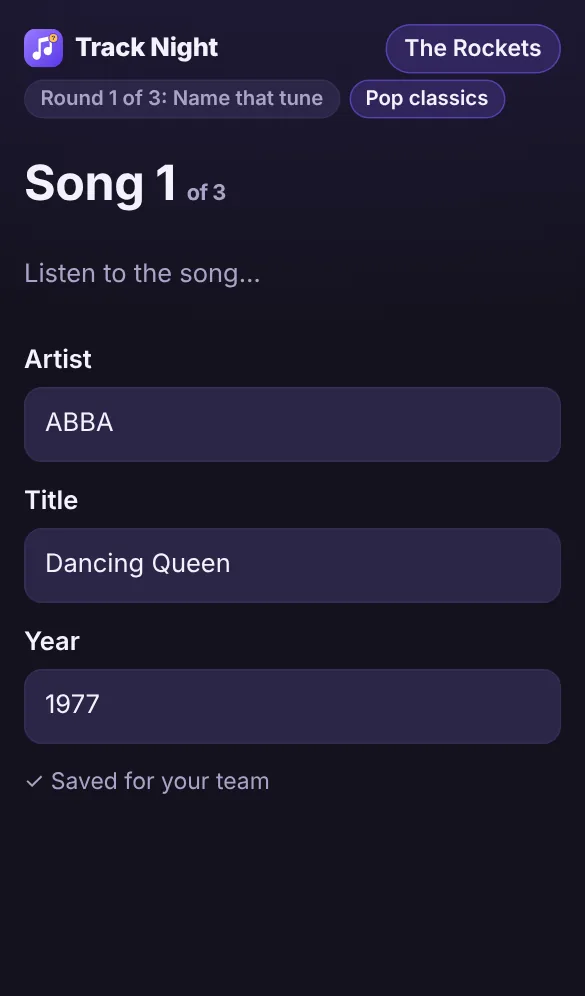 Track Night
The Rockets
Round 1 of 3: Name that tune
Pop classics
Song 1 of 3
Listen to the song...
Artist
ABBA
Title
Dancing Queen
Year
1977
✓ Saved for your team